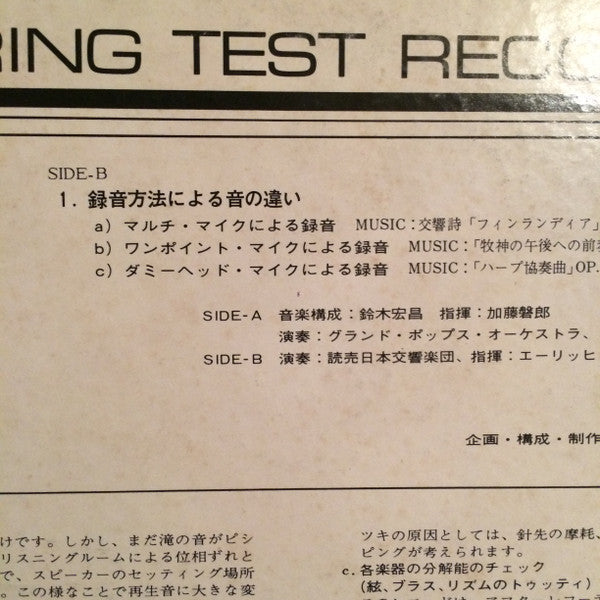 RING TEST RECO
SIDE-B
1. 録音方法による音の違い
a) マルチ・マイクによる録音 MUSIC:交響詩「フィンランディア」
b) ワンポイント・マイクによる録音 MUSIC:「牧神の午後への前奏
c) ダミーヘッド・マイクによる録音 MUSIC:「ハープ協奏曲」OP.
SIDE-A 音楽構成:鈴木宏昌 指揮:加藤磐郎
演奏:グランド・ポップス・オーケストラ、
SIDE-B 演奏:読売日本交響楽団、指揮:エーリッヒ
企画・構成・制作
けです。しかし、まだ滝の音がピシ
リスニングルームによる位相ずれと
で、スピーカーのセッティング場所
。この様なことで再生音に大きな変
ツキの原因としては、針先の摩耗、
ピングが考えられます。
c. 各楽器の分解能のチェック
(絃、ブラス、リズムのトゥッティ)